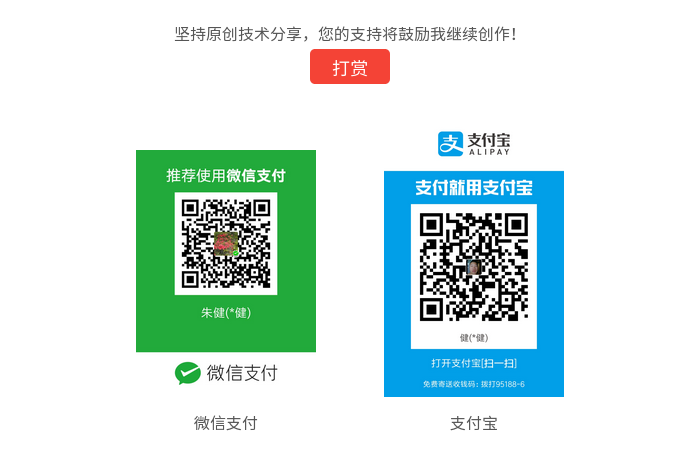 坚持原创技术分享，您的支持将鼓励我继续创作！
打赏
推荐使用微信支付
朱健(*健)
微信支付
微信支付
支付宝
ALIPAY
支付就用支付宝
健(*健)
打开支付宝[扫一扫]
免费寄送收钱码：拨打95188-6
支付宝